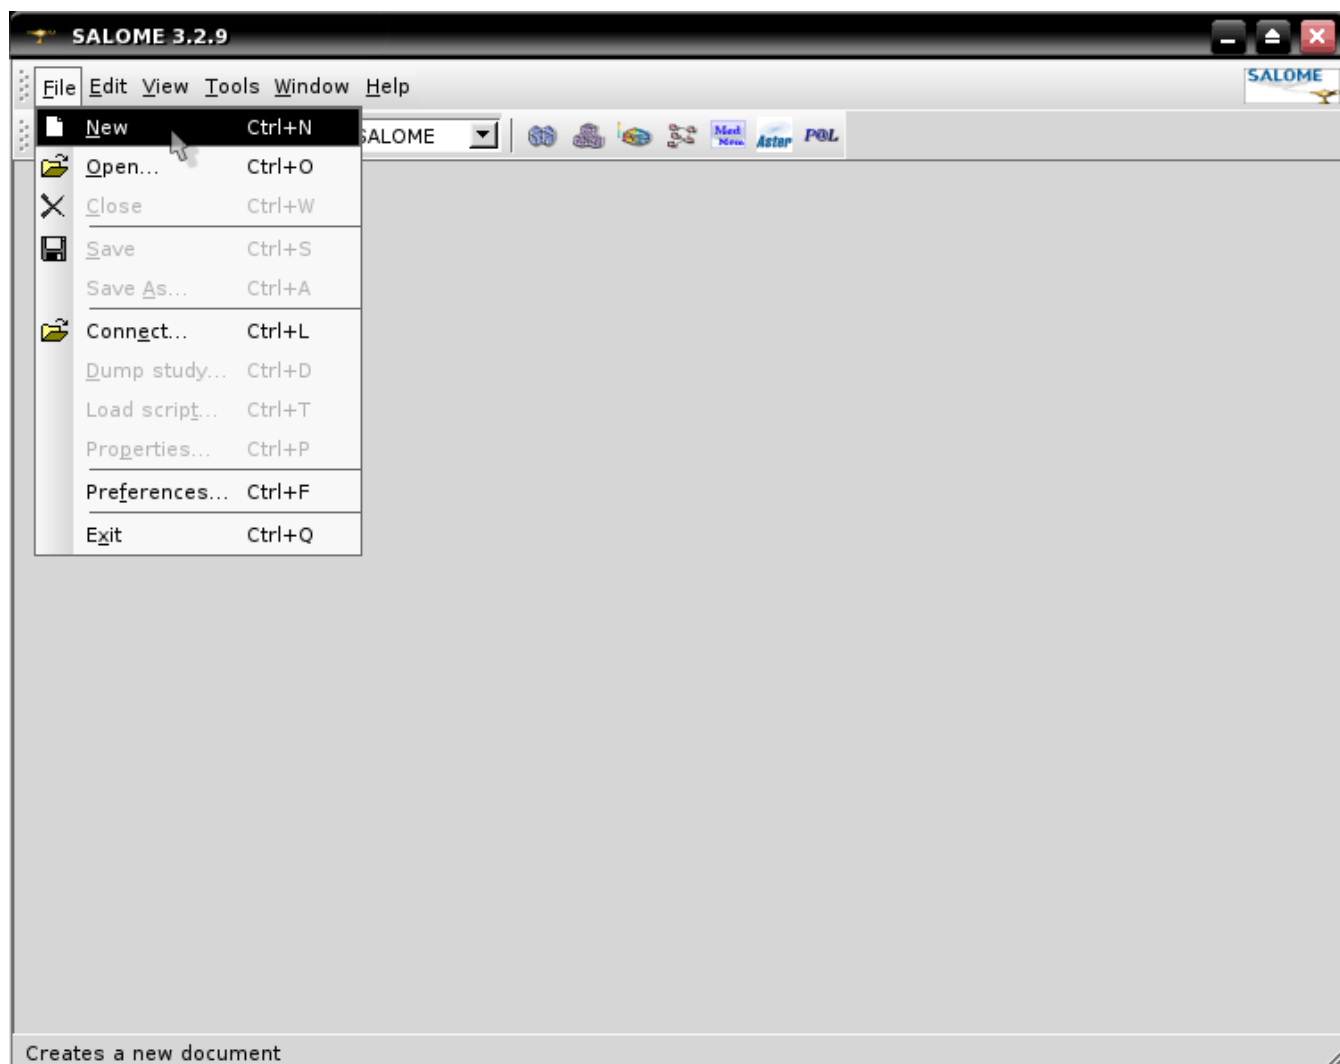 SALOME 3.2.9
File Edit View Tools Window Help
SALOME
New Ctrl+N
SALOME
Med Mem Aster P@L
Open... Ctrl+O
Close Ctrl+W
Save Ctrl+S
Save As... Ctrl+A
Connect... Ctrl+L
Dump study... Ctrl+D
Load script... Ctrl+T
Properties... Ctrl+P
Preferences... Ctrl+F
Exit Ctrl+Q
Creates a new document